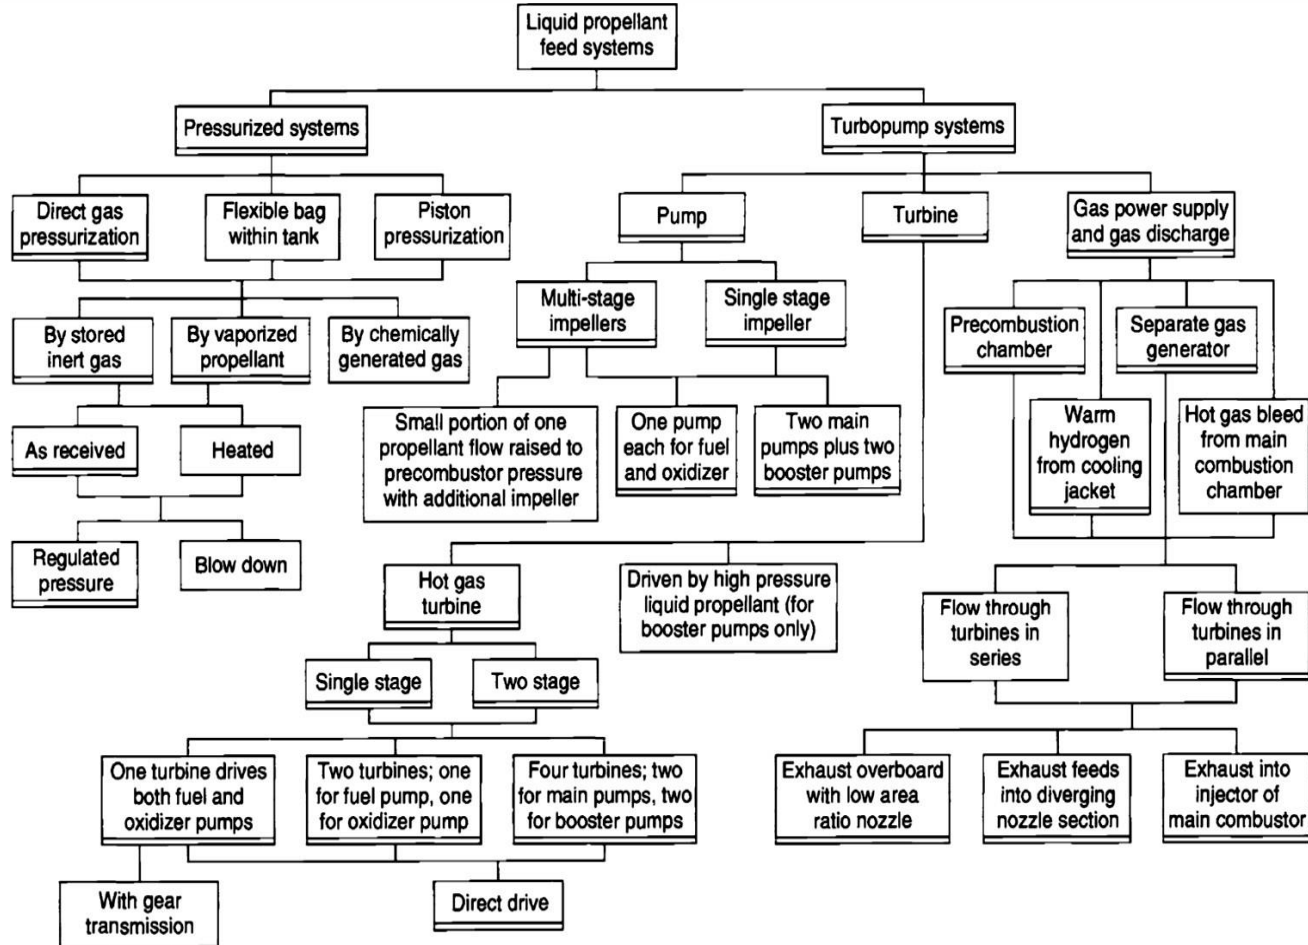 Liquid propellant
feed systems
Pressurized systems
Turbopump systems
Direct gas
pressurization
Flexible bag
within tank
Piston
pressurization
Pump
Turbine
Gas power supply
and gas discharge
By stored
inert gas
By vaporized
propellant
By chemically
generated gas
Multi-stage
impellers
Single stage
impeller
Precombustion
chamber
Separate gas
generator
As received
Heated
Small portion of one
propellant flow raised to
precombustor pressure
with additional impeller
One pump
each for fuel
and oxidizer
Two main
pumps plus two
booster pumps
Warm
hydrogen
from cooling
jacket
Hot gas bleed
from main
combustion
chamber
Regulated
pressure
Blow down
Hot gas
turbine
Driven by high pressure
liquid propellant (for
booster pumps only)
Flow through
turbines in
series
Flow through
turbines in
parallel
Single stage
Two stage
One turbine drives
both fuel and
oxidizer pumps
Two turbines; one
for fuel pump, one
for oxidizer pump
Four turbines; two
for main pumps, two
for booster pumps
Exhaust overboard
with low area
ratio nozzle
Exhaust feeds
into diverging
nozzle section
Exhaust into
injector of
main combustor
With gear
transmission
Direct drive